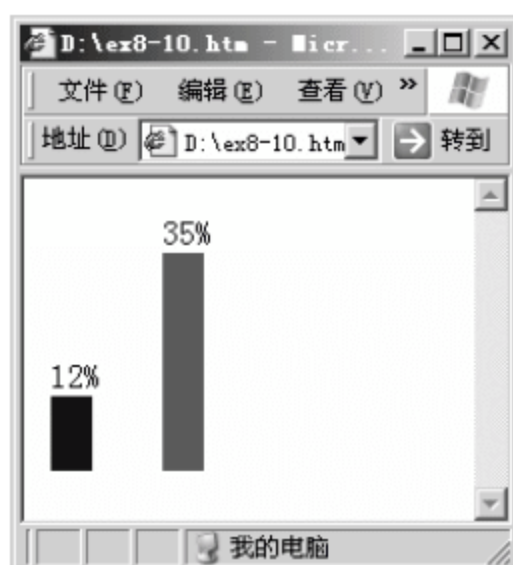 D:\ex8-10.htm - Micr...
文件(F) 编辑(E) 查看(V) »
地址(D) D:\ex8-10.htm 转到
35%
12%
我的电脑